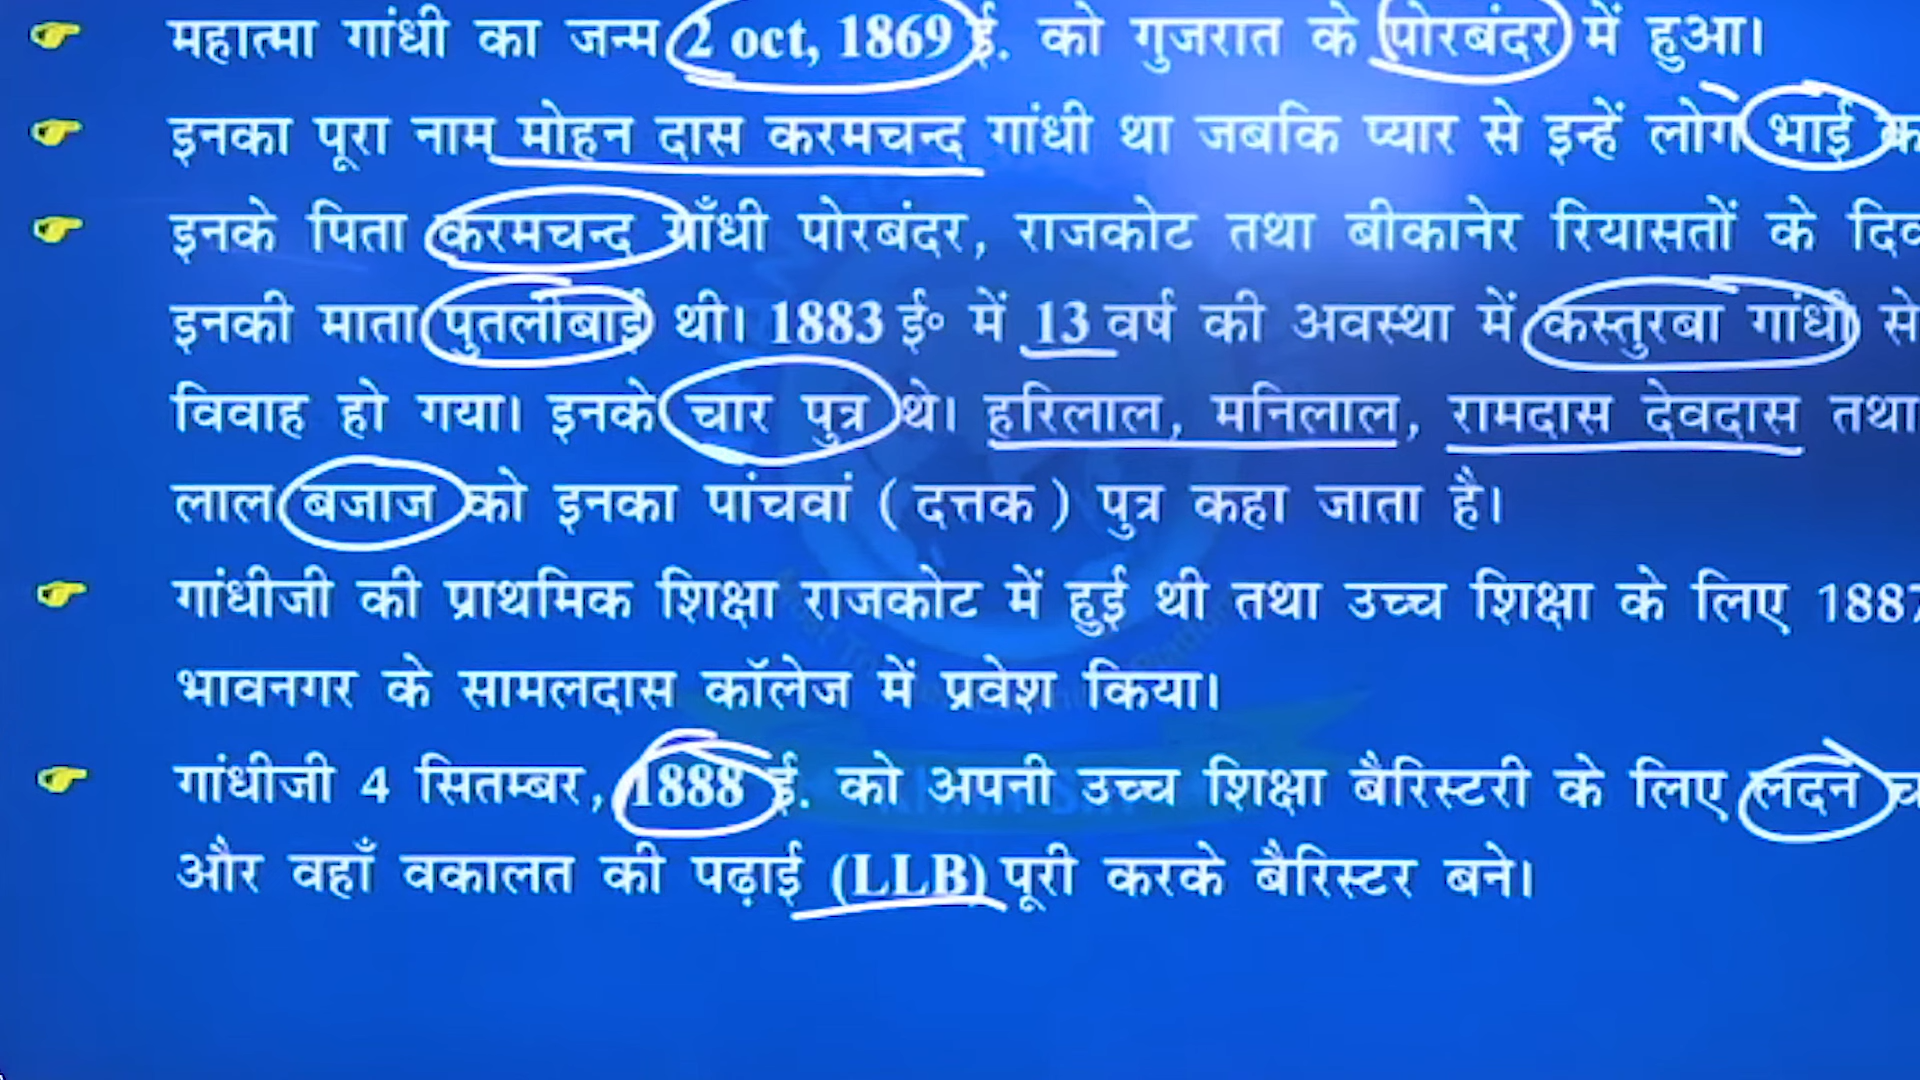 महात्मा गांधी का जन्म 2 oct, 1869 ई. को गुजरात के पोरबंदर में हुआ।
इनका पूरा नाम मोहन दास करमचन्द गांधी था जबकि प्यार से इन्हें लोग भाई
इनके पिता करमचन्द गाँधी पोरबंदर, राजकोट तथा बीकानेर रियासतों के
इनकी माता पुतलीबाई थी। 1883 ई॰ में 13 वर्ष की अवस्था में कस्तुरबा गांधी से
विवाह हो गया। इनके चार पुत्र थे। हरिलाल, मनिलाल, रामदास देवदास तथा
लाल बजाज को इनका पांचवां (दत्तक) पुत्र कहा जाता है।
गांधीजी की प्राथमिक शिक्षा राजकोट में हुई थी तथा उच्च शिक्षा के लिए 1887
भावनगर के सामलदास कॉलेज में प्रवेश किया।
गांधीजी 4 सितम्बर, 1888 ई. को अपनी उच्च शिक्षा बैरिस्टरी के लिए लंदन
और वहाँ वकालत की पढ़ाई (LLB) पूरी करके बैरिस्टर बने।